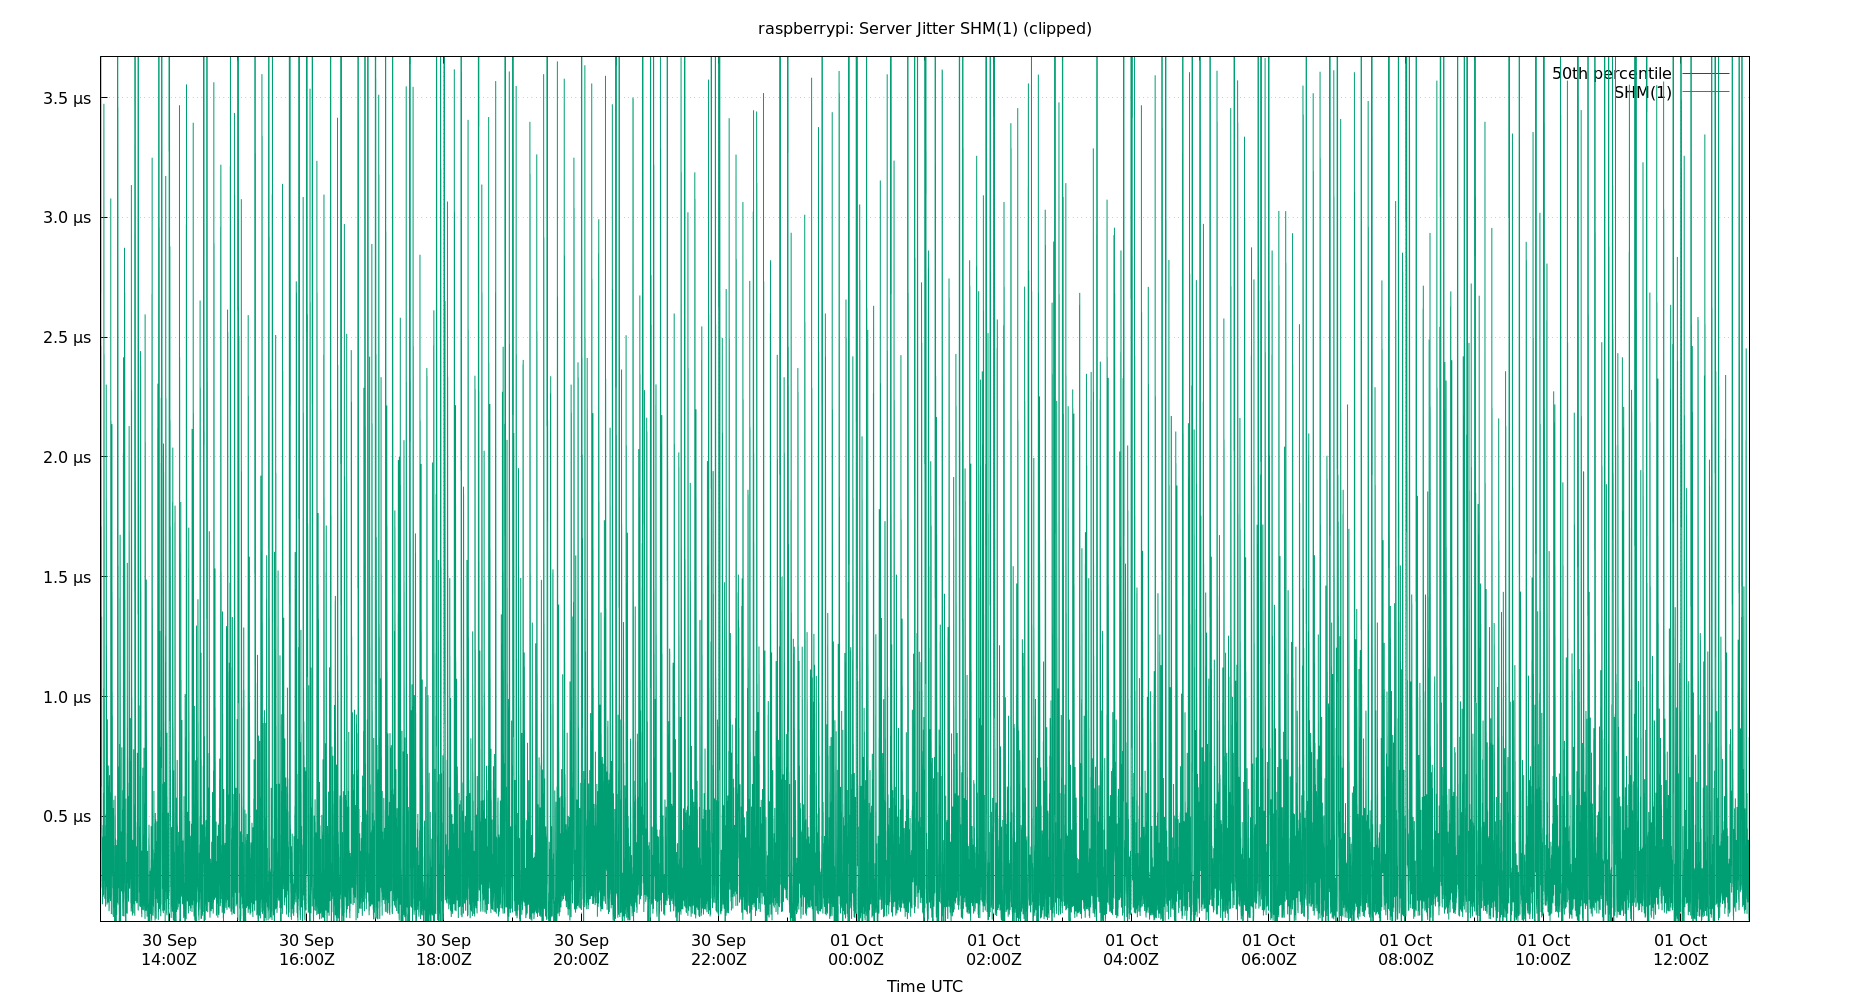 raspberrypi: Server Jitter SHM(1) (clipped)
50th percentile
SHM(1)
3.5 µs
3.0 µs
2.5 µs
2.0 µs
1.5 µs
1.0 µs
0.5 µs
30 Sep 30 Sep 30 Sep 30 Sep 30 Sep 01 Oct 01 Oct 01 Oct 01 Oct 01 Oct 01 Oct 01 Oct
14:00Z 16:00Z 18:00Z 20:00Z 22:00Z 00:00Z 02:00Z 04:00Z 06:00Z 08:00Z 10:00Z 12:00Z
Time UTC